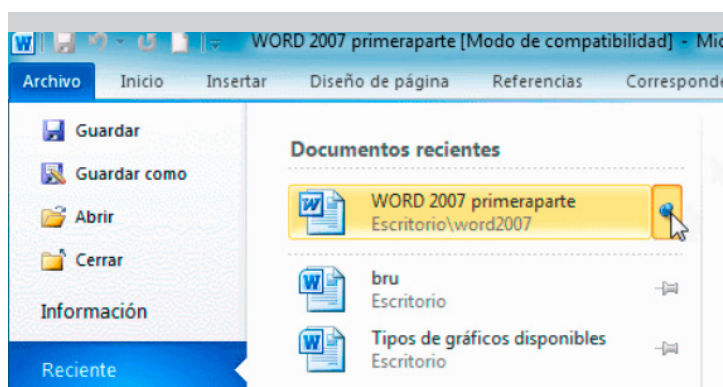 WORD 2007 primeraparte [Modo de compatibilidad] - Mic
Archivo Inicio Insertar Diseño de página Referencias Corresponde
Guardar
Guardar como
Abrir
Cerrar
Información
Reciente
Documentos recientes
WORD 2007 primeraparte
Escritorio\word2007
bru
Escritorio
Tipos de gráficos disponibles
Escritorio